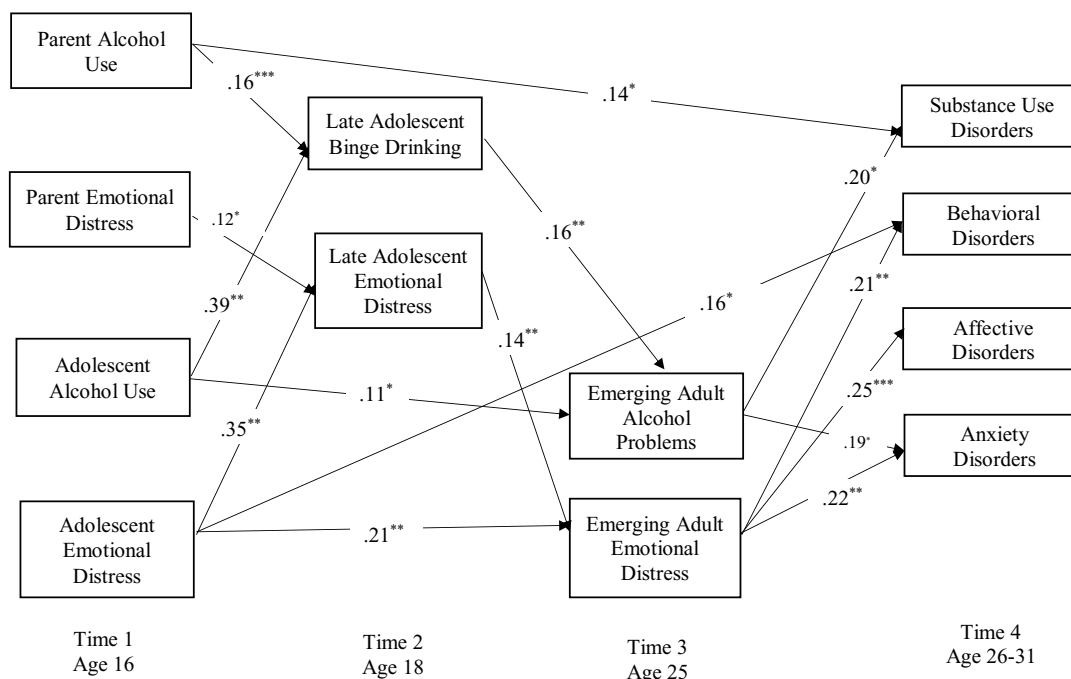 Parent Alcohol
Use
.16***
.14*
Substance Use
Disorders
Late Adolescent
Binge Drinking
.20*
Parent Emotional
Distress
.12*
Behavioral
Disorders
.16**
Late Adolescent
Emotional
Distress
.39**
.16*
.21**
Affective
Disorders
.14**
Adolescent
Alcohol Use
.11*
Emerging Adult
Alcohol
Problems
.25***
.35**
.19*
Anxiety
Disorders
.22**
Adolescent
Emotional
Distress
.21**
Emerging Adult
Emotional
Distress
Time 1
Age 16
Time 2
Age 18
Time 3
Age 25
Time 4
Age 26-31